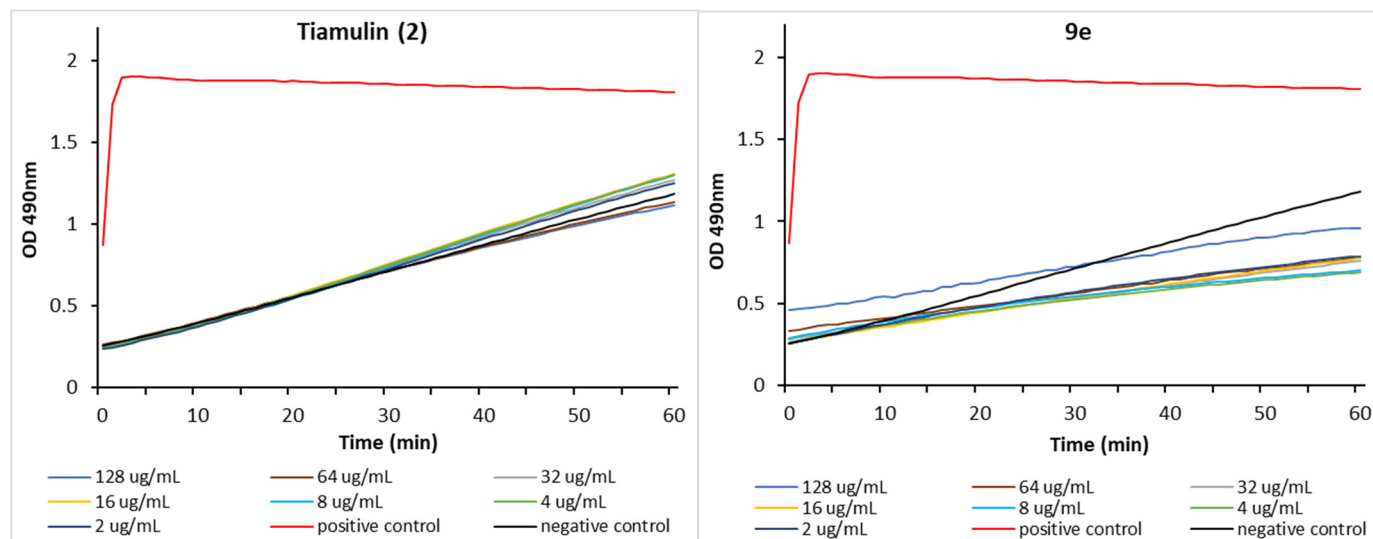 Tiamulin (2)
2
1.5
1
0.5
0
OD 490nm
0 10 20 30 40 50 60
Time (min)
128 ug/mL 64 ug/mL 32 ug/mL
16 ug/mL 8 ug/mL 4 ug/mL
2 ug/mL positive control negative control
9e
2
1.5
1
0.5
0
OD 490nm
0 10 20 30 40 50 60
Time (min)
128 ug/mL 64 ug/mL 32 ug/mL
16 ug/mL 8 ug/mL 4 ug/mL
2 ug/mL positive control negative control